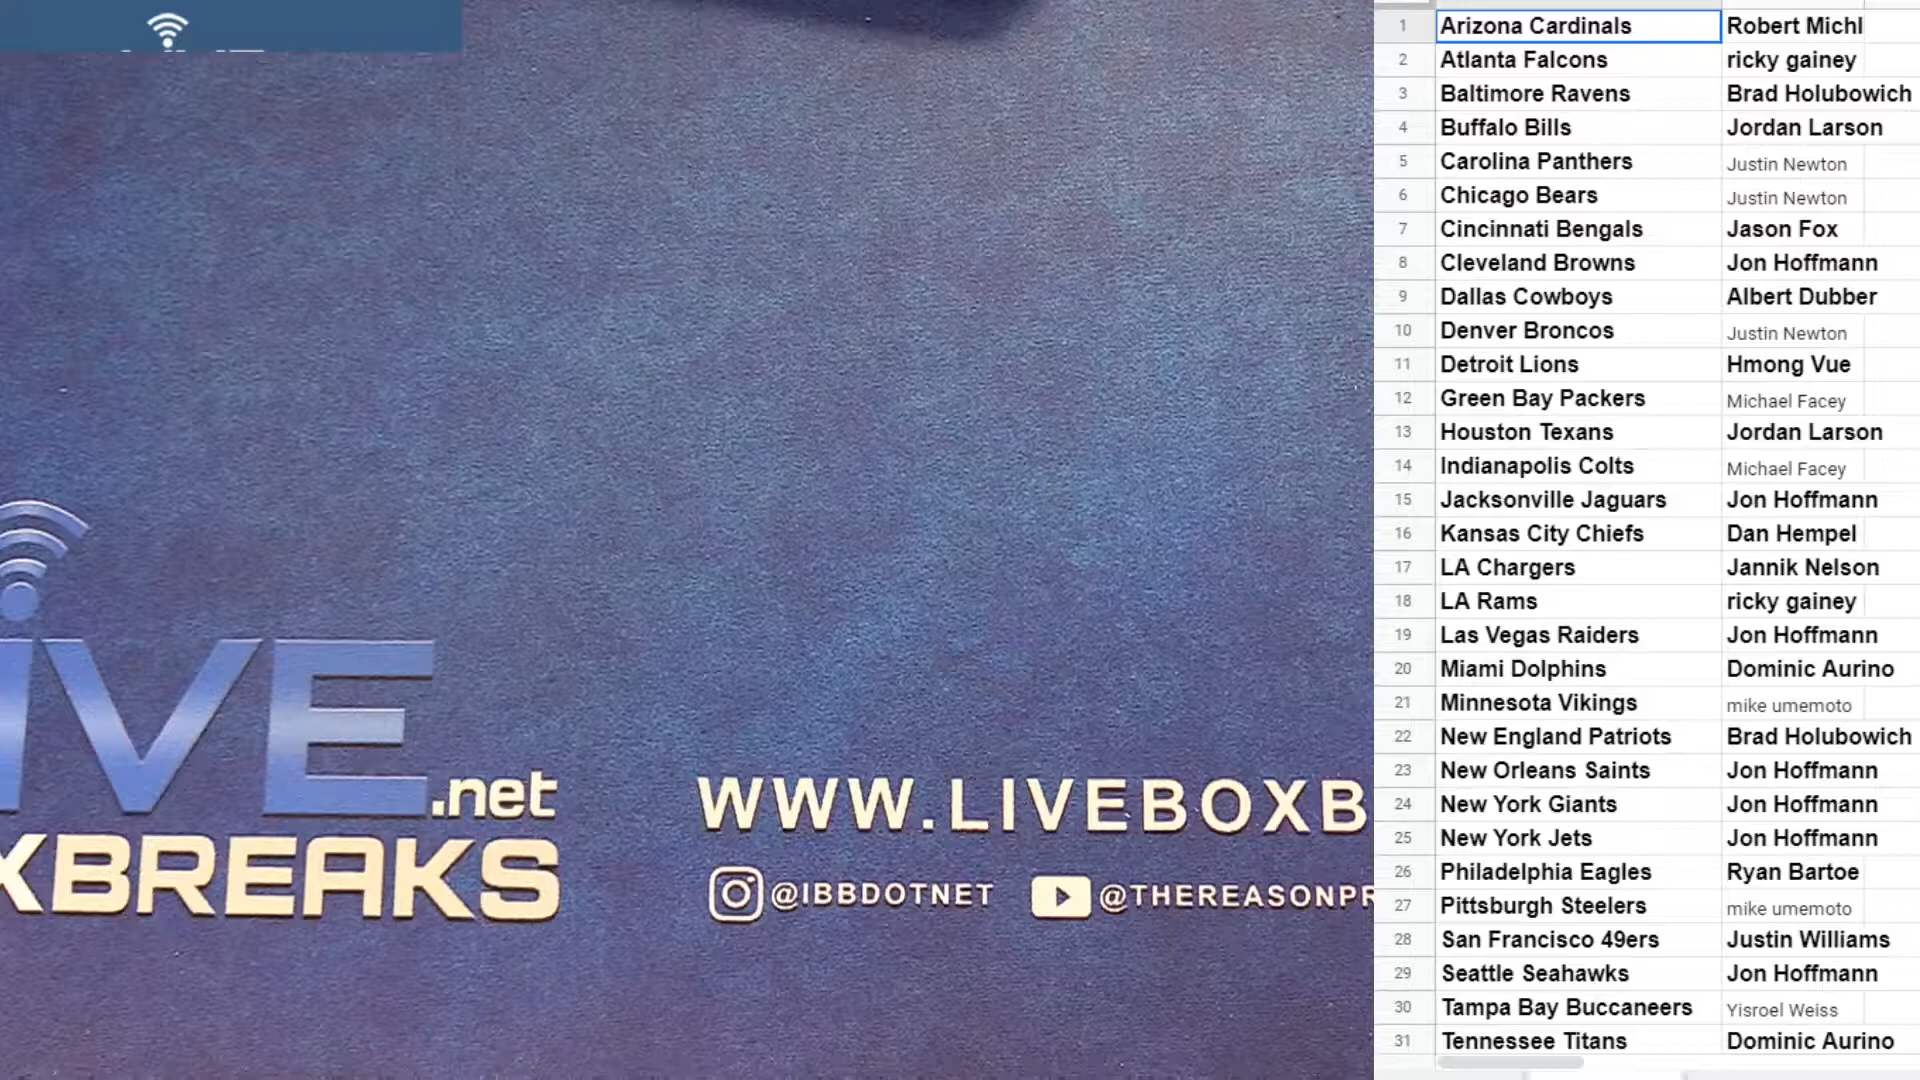 IVE
.net
XBREAKS
WWW.LIVEBOXB
@IBBDOTNET
@THEREASONPR
1 Arizona Cardinals Robert Michl
2 Atlanta Falcons ricky gainey
3 Baltimore Ravens Brad Holubowich
4 Buffalo Bills Jordan Larson
5 Carolina Panthers Justin Newton
6 Chicago Bears Justin Newton
7 Cincinnati Bengals Jason Fox
8 Cleveland Browns Jon Hoffmann
9 Dallas Cowboys Albert Dubber
10 Denver Broncos Justin Newton
11 Detroit Lions Hmong Vue
12 Green Bay Packers Michael Facey
13 Houston Texans Jordan Larson
14 Indianapolis Colts Michael Facey
15 Jacksonville Jaguars Jon Hoffmann
16 Kansas City Chiefs Dan Hempel
17 LA Chargers Jannik Nelson
18 LA Rams ricky gainey
19 Las Vegas Raiders Jon Hoffmann
20 Miami Dolphins Dominic Aurino
21 Minnesota Vikings mike umemoto
22 New England Patriots Brad Holubowich
23 New Orleans Saints Jon Hoffmann
24 New York Giants Jon Hoffmann
25 New York Jets Jon Hoffmann
26 Philadelphia Eagles Ryan Bartoe
27 Pittsburgh Steelers mike umemoto
28 San Francisco 49ers Justin Williams
29 Seattle Seahawks Jon Hoffmann
30 Tampa Bay Buccaneers Yisroel Weiss
31 Tennessee Titans Dominic Aurino